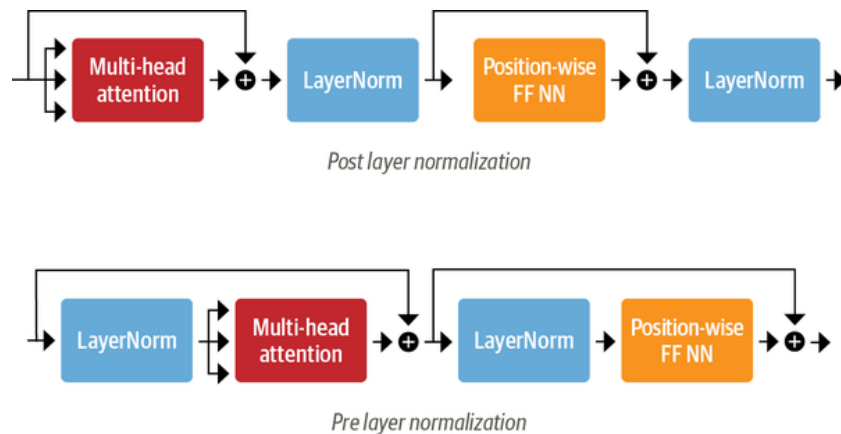 Multi-head
attention
LayerNorm
Position-wise
FF NN
LayerNorm
Post layer normalization
LayerNorm
Multi-head
attention
LayerNorm
Position-wise
FF NN
Pre layer normalization